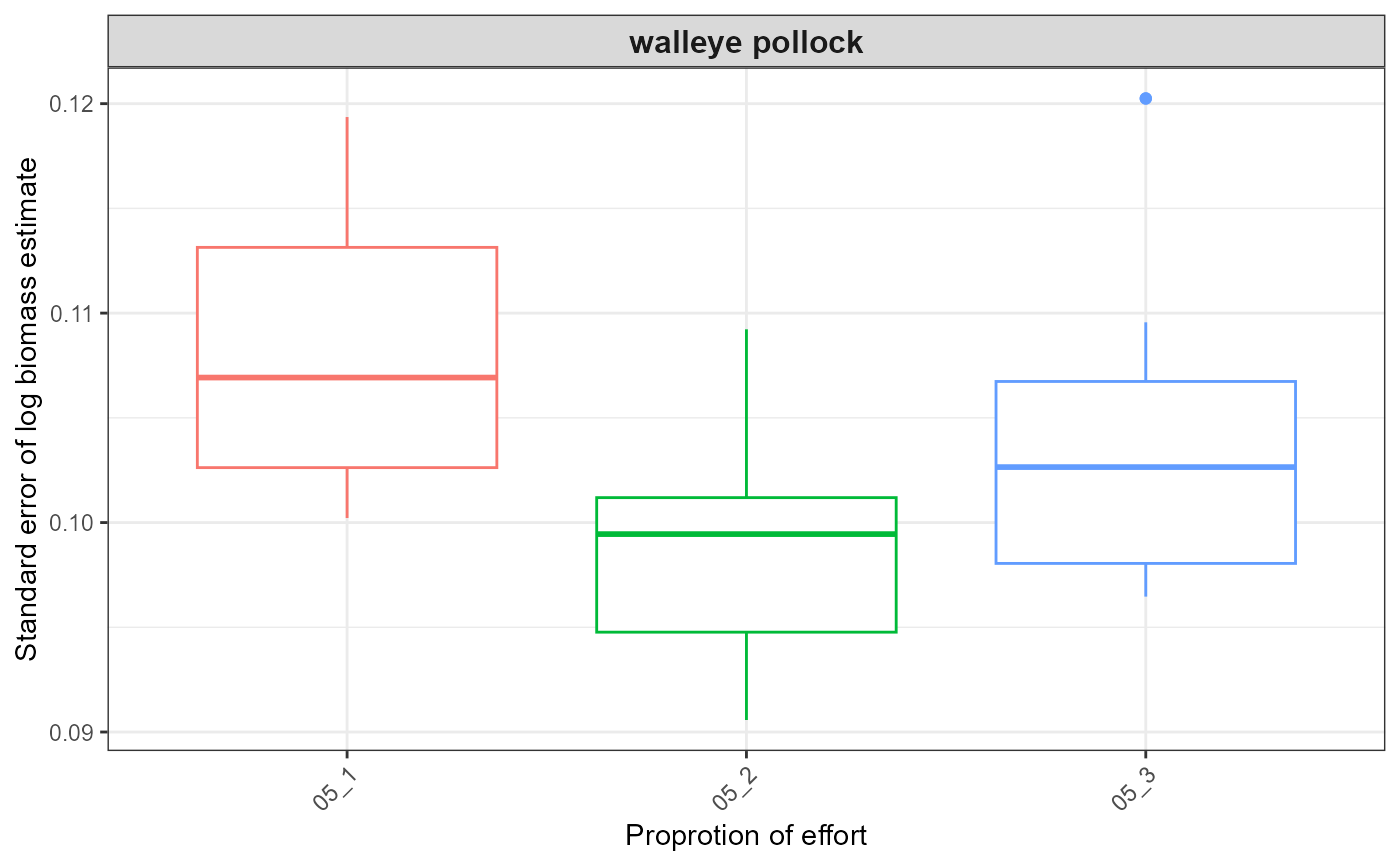 walleye pollock
Standard error of log biomass estimate
0.12
0.11
0.10
0.09
05_1
05_2
05_3
Proprotion of effort